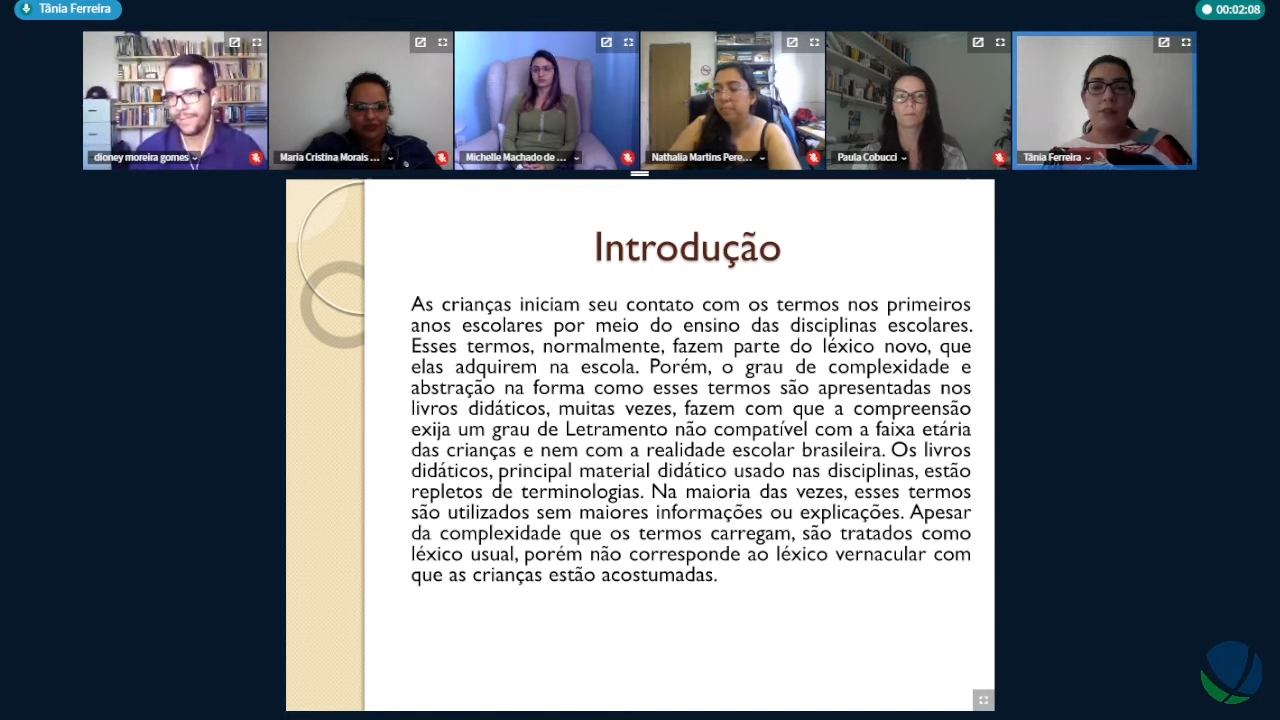 Tânia Ferreira
00:02:08
dioney moreira gomes
Maria Cristina Morais ...
Michelle Machado de ...
Nathalia Martins Pere...
Paula Cobucci
Tânia Ferreira
Introdução
As crianças iniciam seu contato com os termos nos primeiros
anos escolares por meio do ensino das disciplinas escolares.
Esses termos, normalmente, fazem parte do léxico novo, que
elas adquirem na escola. Porém, o grau de complexidade e
abstração na forma como esses termos são apresentadas nos
livros didáticos, muitas vezes, fazem com que a compreensão
exija um grau de Letramento não compatível com a faixa etária
das crianças e nem com a realidade escolar brasileira. Os livros
didáticos, principal material didático usado nas disciplinas, estão
repletos de terminologias. Na maioria das vezes, esses termos
são utilizados sem maiores informações ou explicações. Apesar
da complexidade que os termos carregam, são tratados como
léxico usual, porém não corresponde ao léxico vernacular com
que as crianças estão acostumadas.